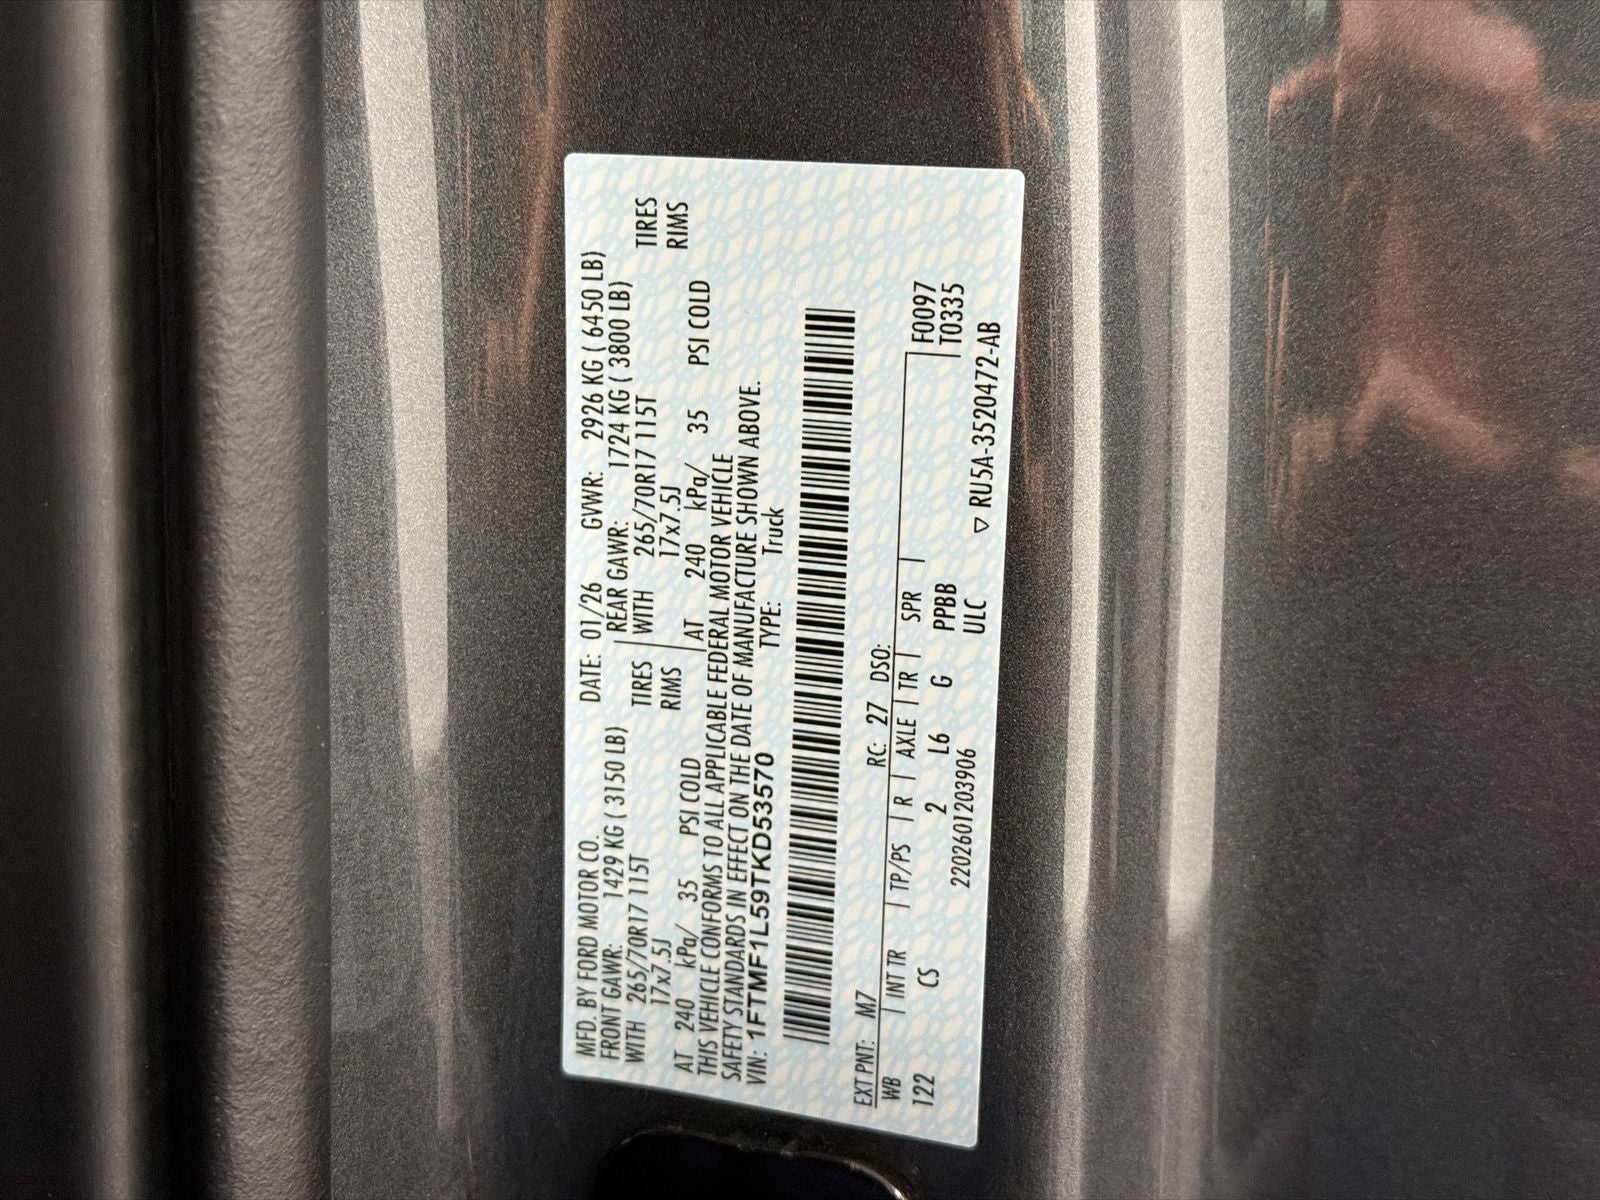 MFD. BY FORD MOTOR CO. DATE: 01/26 GVWR: 2926 KG ( 6450 LB)
FRONT GAWR: 1429 KG ( 3150 LB) REAR GAWR: 1724 KG ( 3800 LB)
WITH 265/70R17 115T TIRES WITH 265/70R17 115T TIRES
17x7.5J RIMS 17x7.5J RIMS
AT 240 kPa/ 35 PSI COLD AT 240 kPa/ 35 PSI COLD
THIS VEHICLE CONFORMS TO ALL APPLICABLE FEDERAL MOTOR VEHICLE
SAFETY STANDARDS IN EFFECT ON THE DATE OF MANUFACTURE SHOWN ABOVE.
VIN: 1FTMF1L59TKD53570 TYPE: Truck
EXT PNT: M7 RC: 27 DSO:
WB INT TR TP/PS R AXLE TR SPR F0097
122 CS 2 L6 G PPBB T0335
2202601203906 ULC
▽ RU5A-3520472-AB